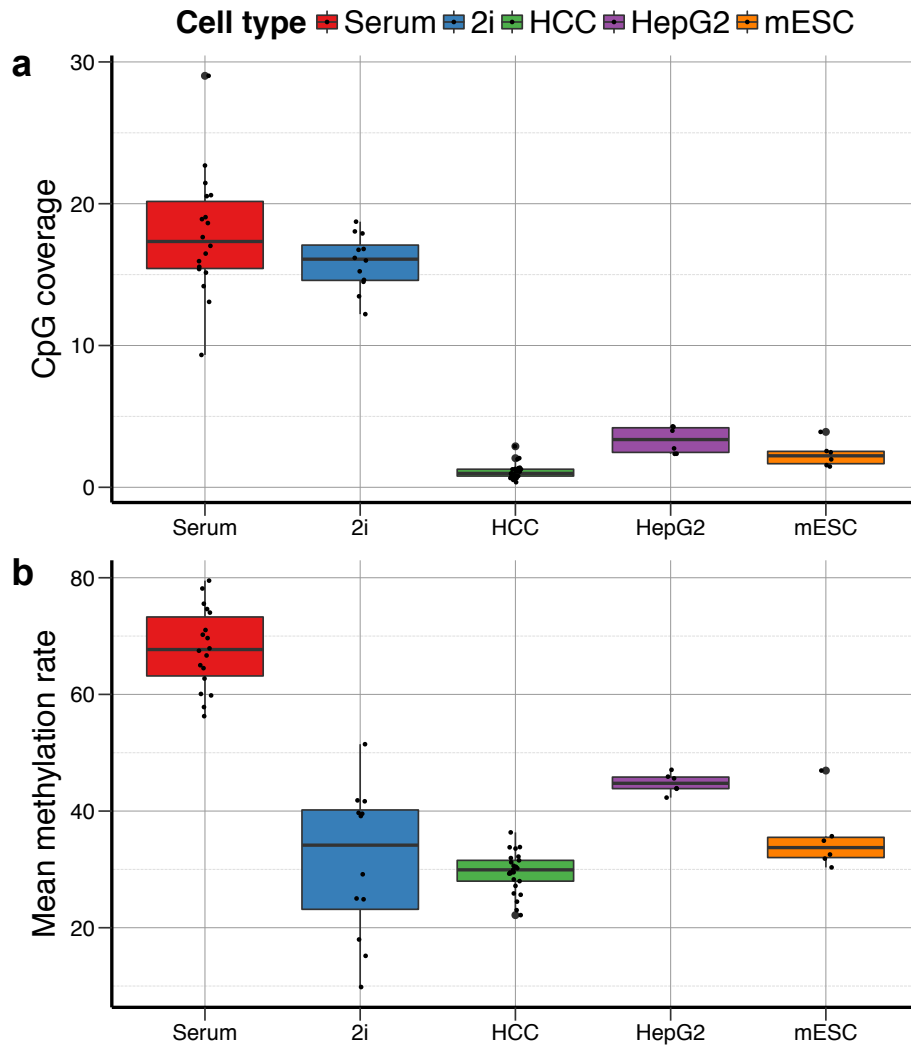 Cell type Serum 2i HCC HepG2 mESC
a
CpG coverage
30
20
10
0
Serum 2i HCC HepG2 mESC
b
Mean methylation rate
80
60
40
20
Serum 2i HCC HepG2 mESC